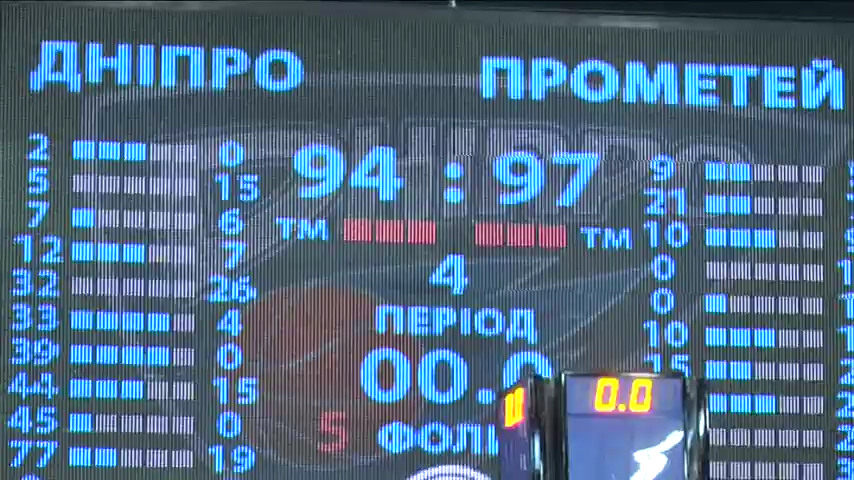 ДНІПРО ПРОМЕТЕЙ
2 0 94 : 97 9
5 15 21
7 6 ТМ ТМ 10
12 7 4 0
32 26 0
33 4 ПЕРІОД 10
39 0 00.0 15
44 15 0.0
45 0 5
77 19